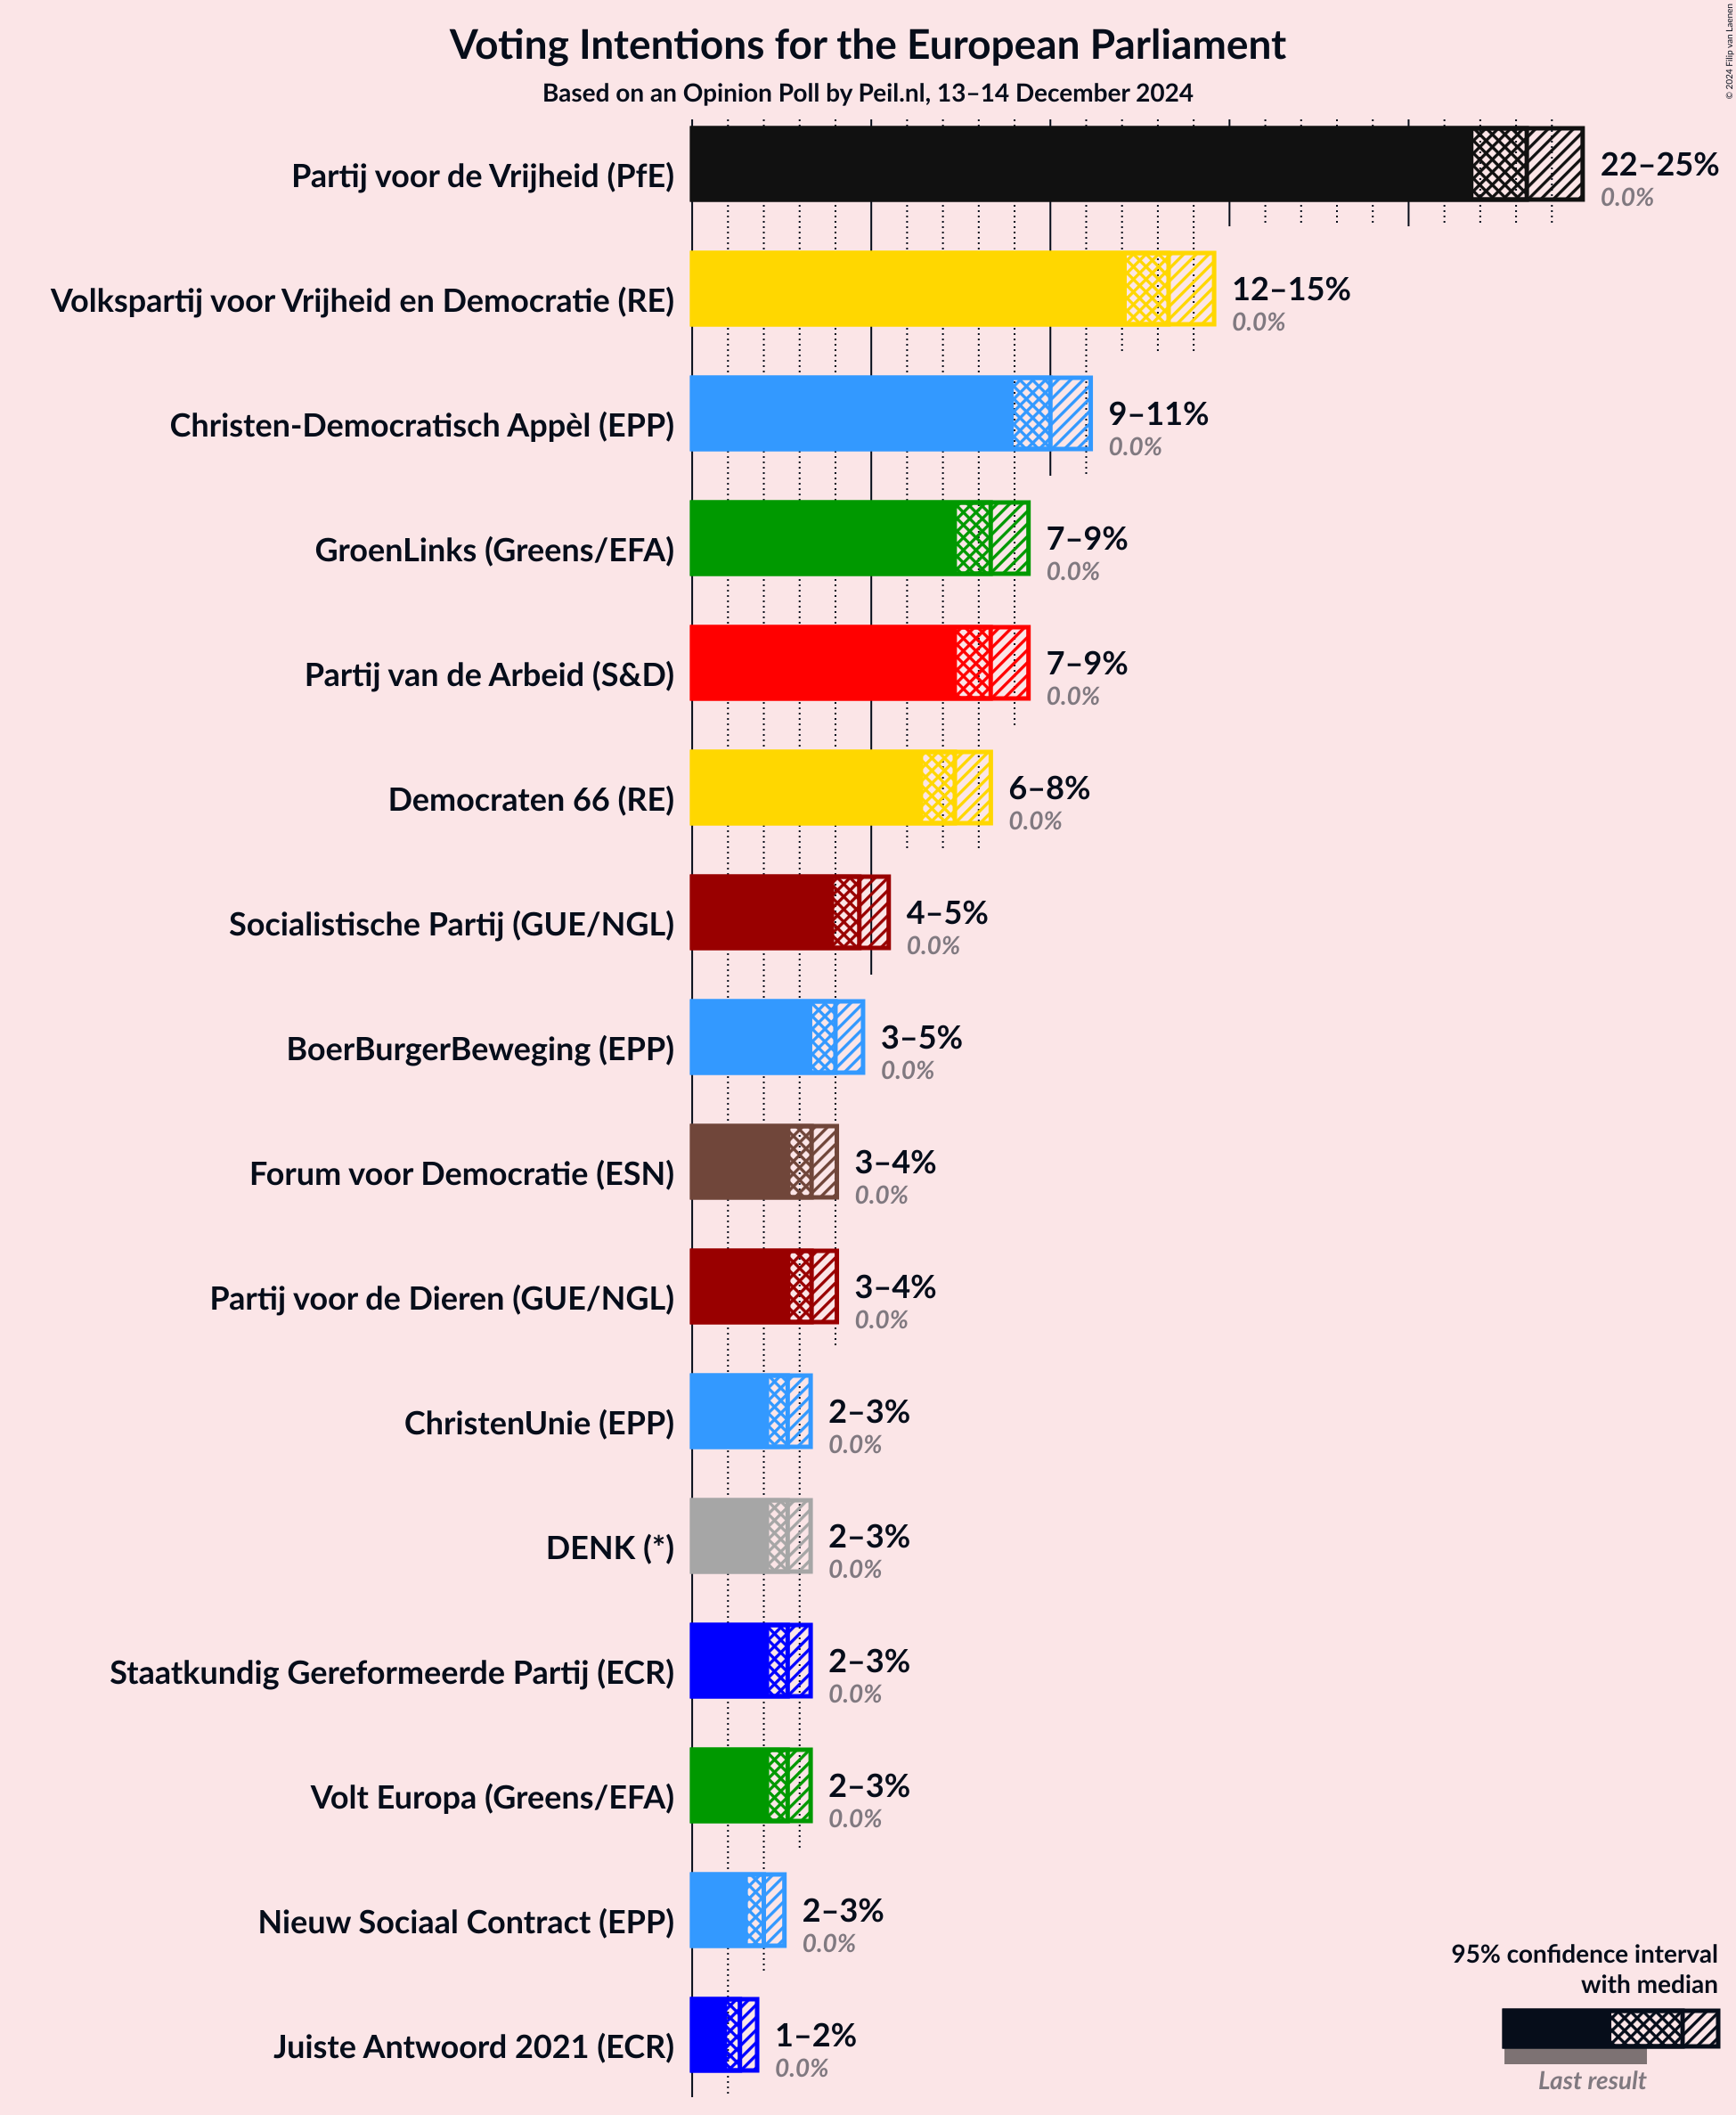 Voting Intentions for the European Parliament
Based on an Opinion Poll by Peil.nl, 13–14 December 2024
© 2024 Filip van Laenen
Partij voor de Vrijheid (PfE)
22–25%
0.0%
Volkspartij voor Vrijheid en Democratie (RE)
12–15%
0.0%
Christen-Democratisch Appèl (EPP)
9–11%
0.0%
GroenLinks (Greens/EFA)
7–9%
0.0%
Partij van de Arbeid (S&D)
7–9%
0.0%
Democraten 66 (RE)
6–8%
0.0%
Socialistische Partij (GUE/NGL)
4–5%
0.0%
BoerBurgerBeweging (EPP)
3–5%
0.0%
Forum voor Democratie (ESN)
3–4%
0.0%
Partij voor de Dieren (GUE/NGL)
3–4%
0.0%
ChristenUnie (EPP)
2–3%
0.0%
DENK (*)
2–3%
0.0%
Staatkundig Gereformeerde Partij (ECR)
2–3%
0.0%
Volt Europa (Greens/EFA)
2–3%
0.0%
Nieuw Sociaal Contract (EPP)
2–3%
0.0%
Juiste Antwoord 2021 (ECR)
1–2%
0.0%
95% confidence interval
with median
Last result